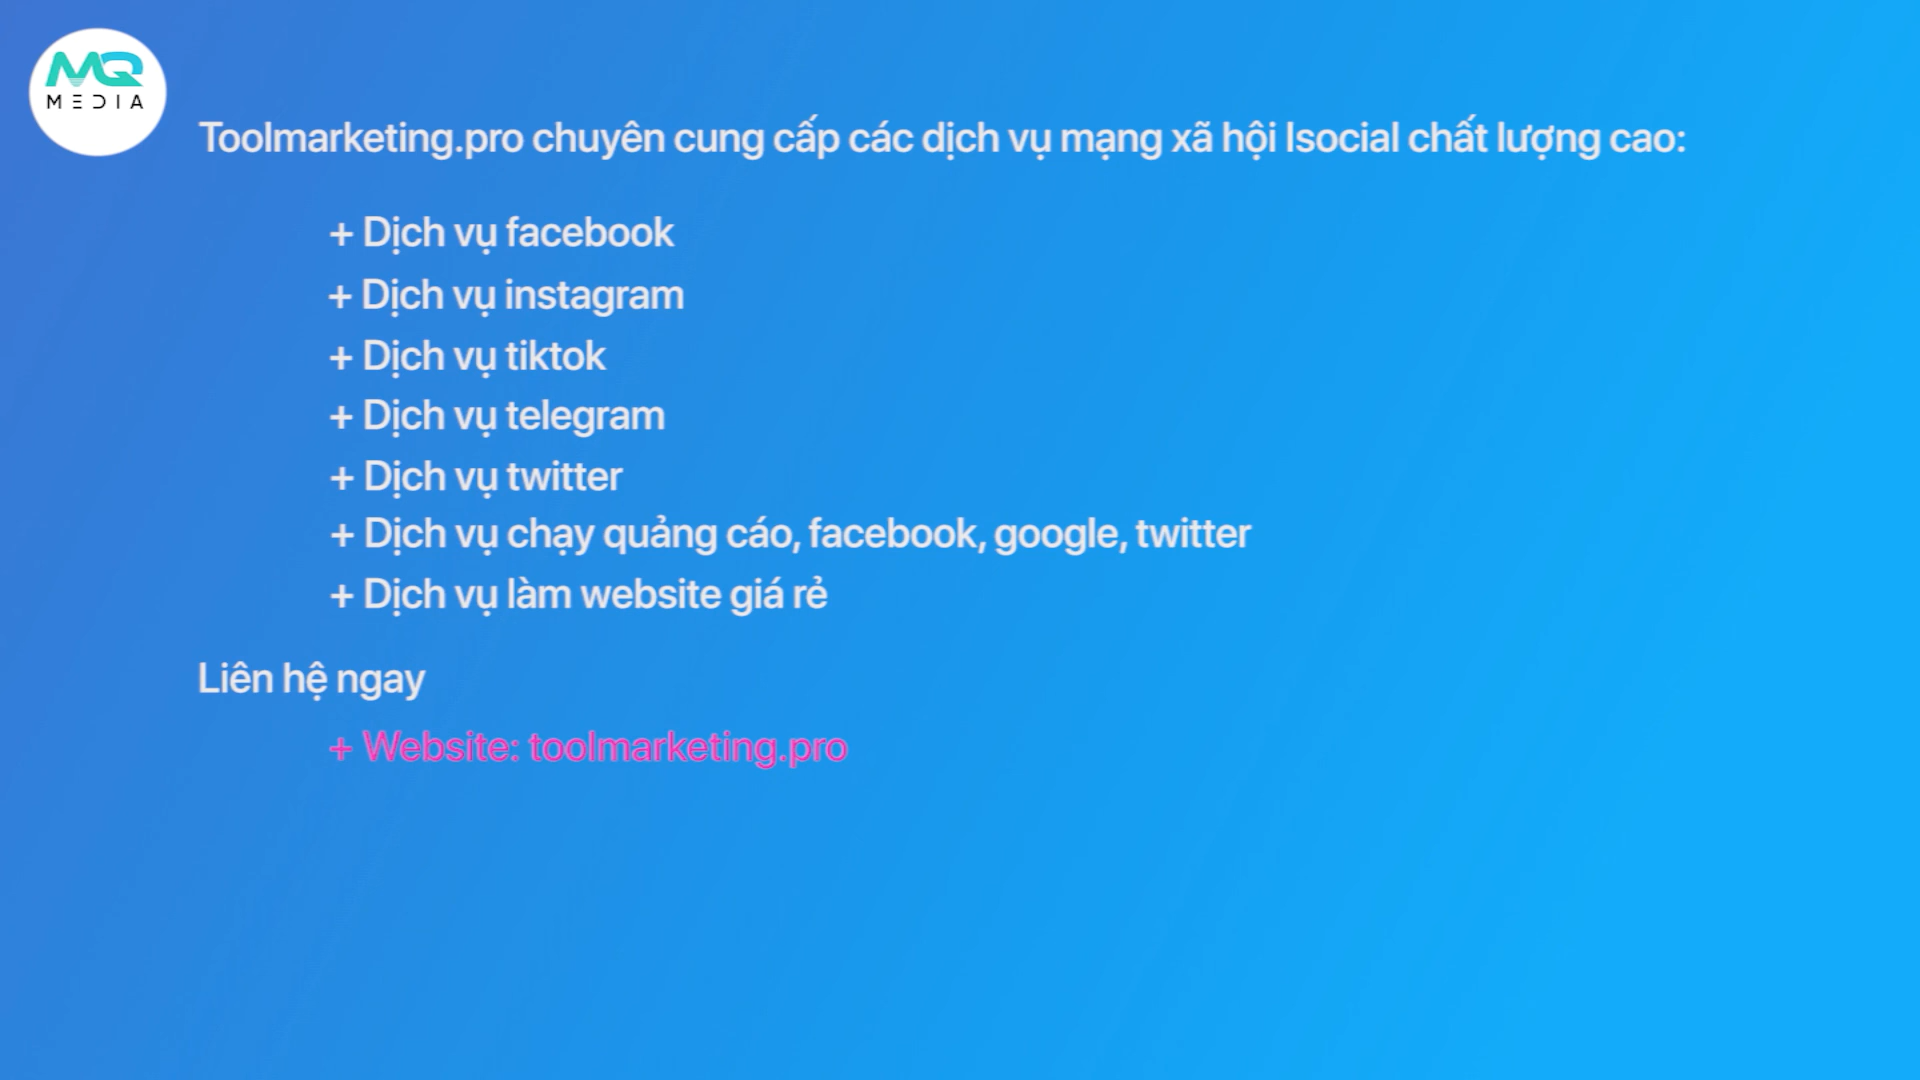 MQ
MEDIA
Toolmarketing.pro chuyên cung cấp các dịch vụ mạng xã hội Isocial chất lượng cao:
+ Dịch vụ facebook
+ Dịch vụ instagram
+ Dịch vụ tiktok
+ Dịch vụ telegram
+ Dịch vụ twitter
+ Dịch vụ chạy quảng cáo, facebook, google, twitter
+ Dịch vụ làm website giá rẻ
Liên hệ ngay
+ Website: toolmarketing.pro